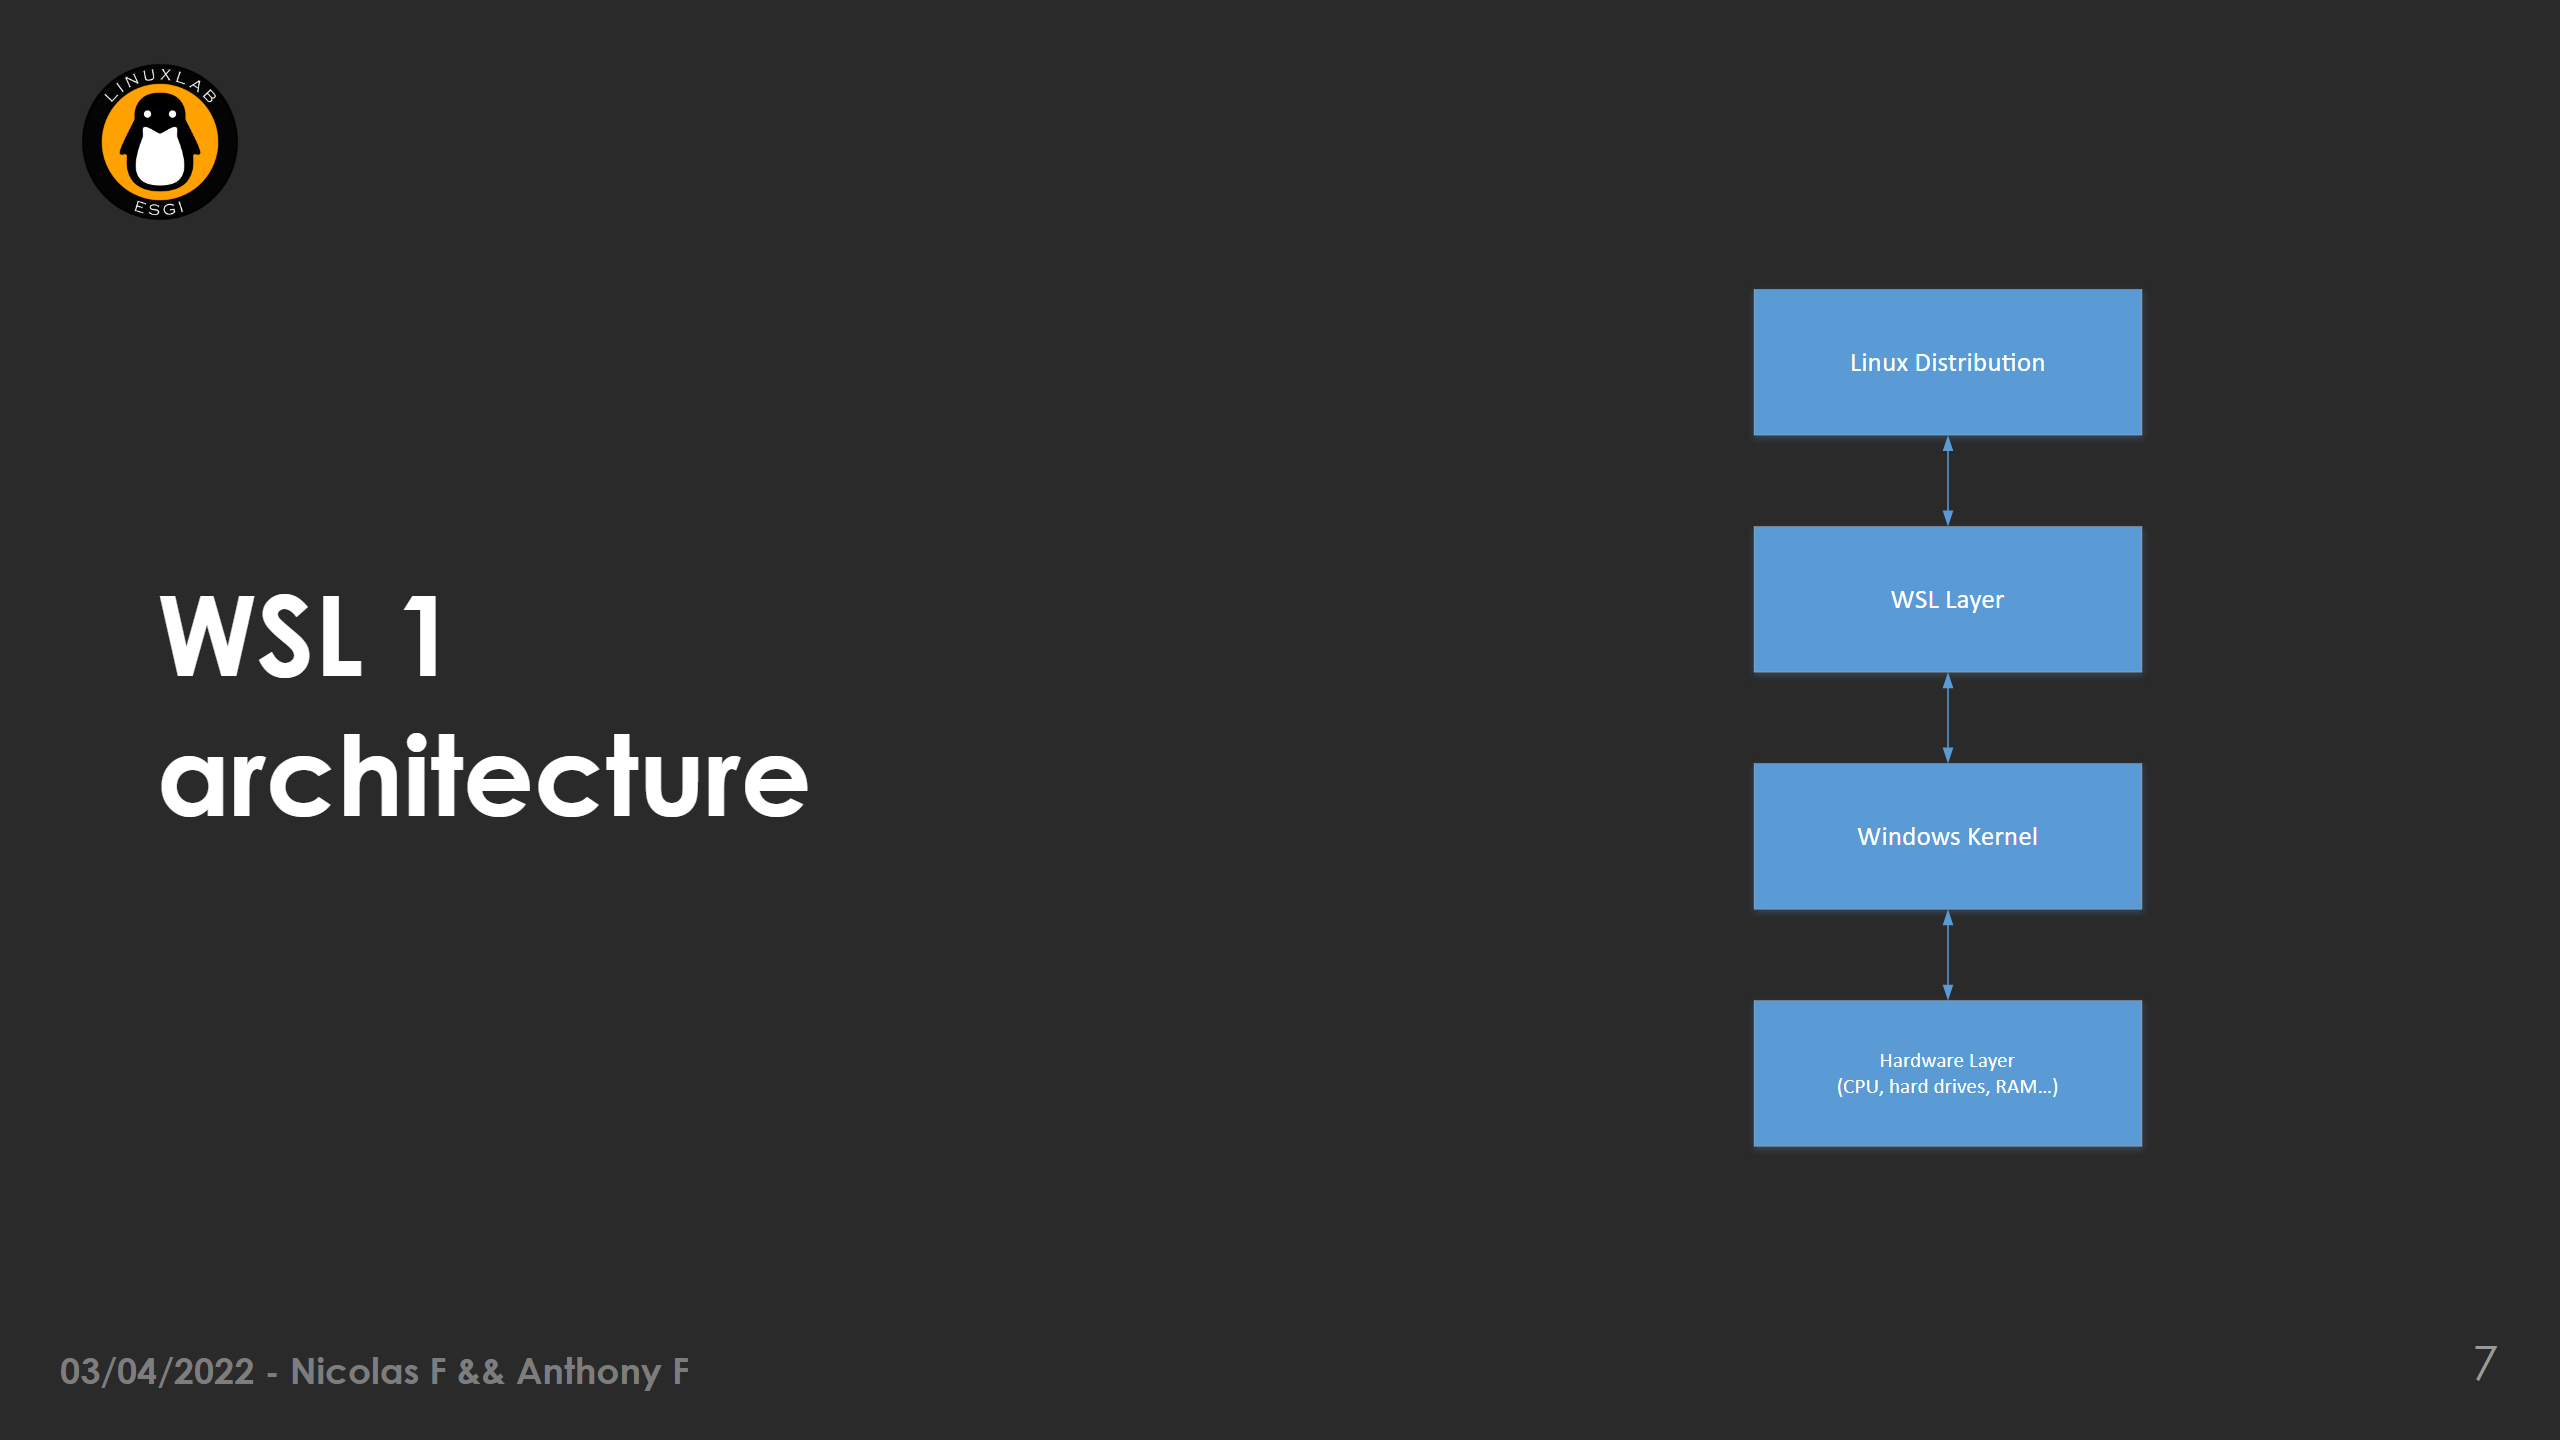 LINUXLAB
ESGI
WSL 1
architecture
Linux Distribution
WSL Layer
Windows Kernel
Hardware Layer
(CPU, hard drives, RAM...)
03/04/2022 - Nicolas F && Anthony F
7